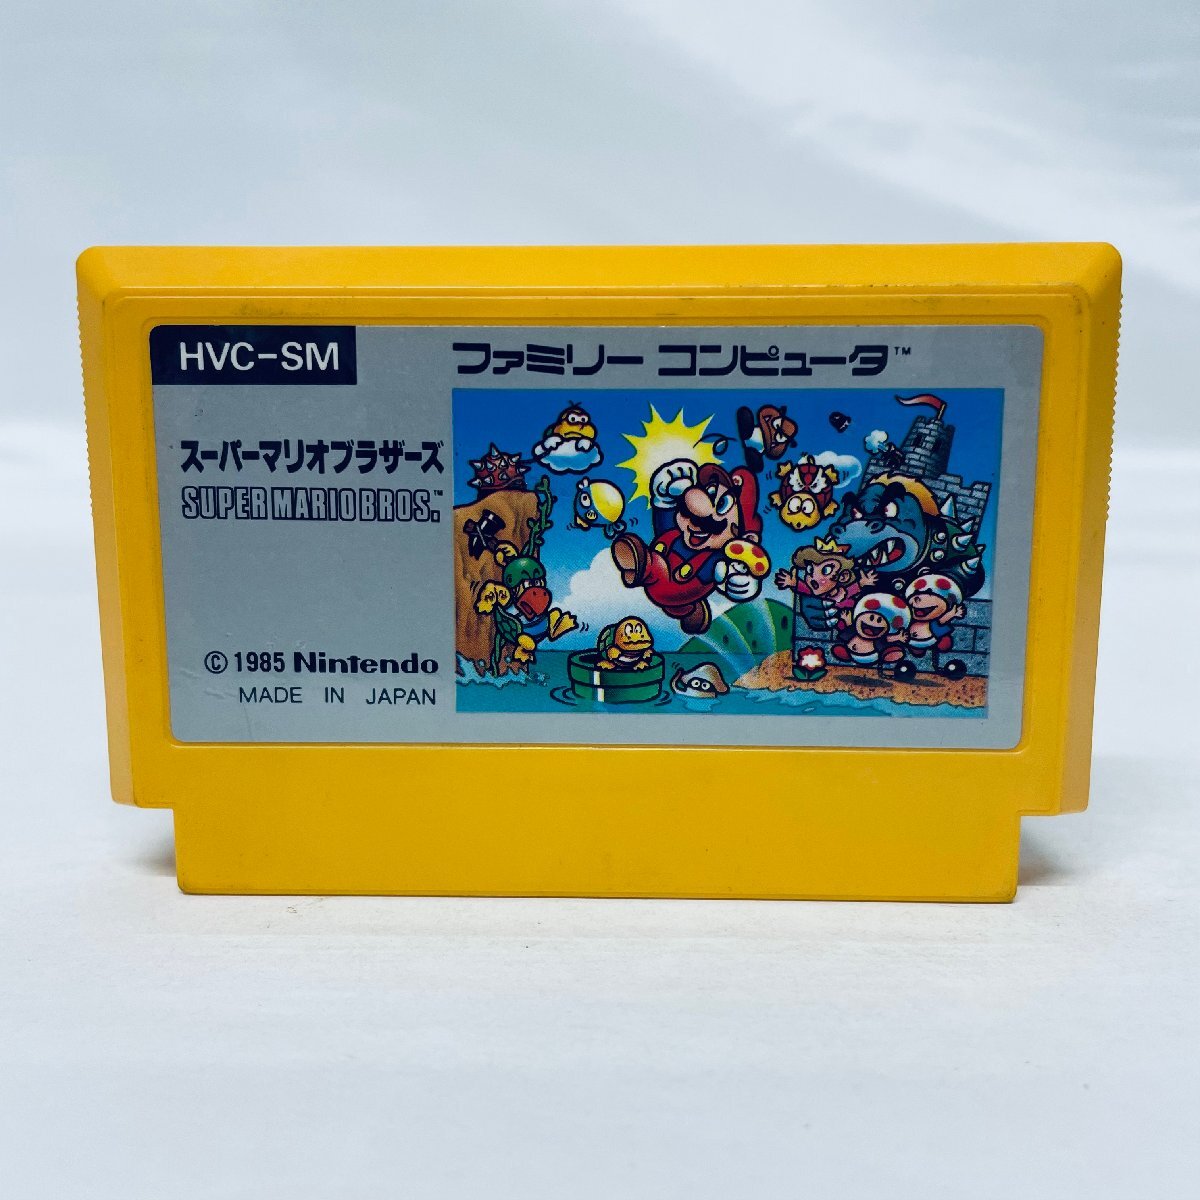 HVC-SM
ファミリー コンピュータ™
スーパーマリオブラザーズ
SUPER MARIO BROS.™
© 1985 Nintendo
MADE IN JAPAN